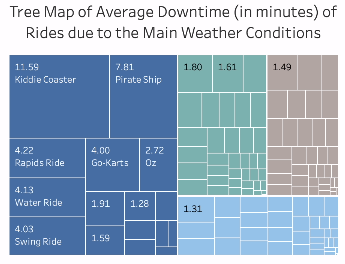 Tree Map of Average Downtime (in minutes) of
Rides due to the Main Weather Conditions
11.59
Kiddie Coaster
7.81
Pirate Ship
1.80
1.61
1.49
4.22
Rapids Ride
4.00
Go-Karts
2.72
Oz
4.13
Water Ride
1.91
1.28
1.31
4.03
Swing Ride
1.59